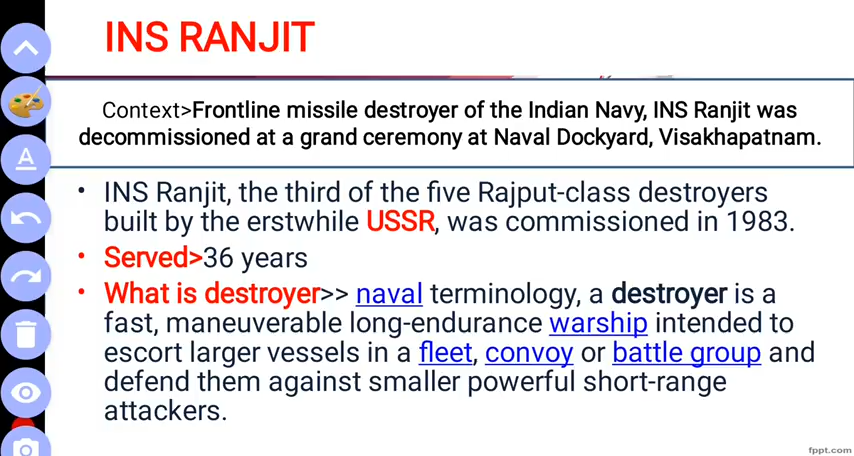 INS RANJIT
Context>Frontline missile destroyer of the Indian Navy, INS Ranjit was
decommissioned at a grand ceremony at Naval Dockyard, Visakhapatnam.
• INS Ranjit, the third of the five Rajput-class destroyers
built by the erstwhile USSR, was commissioned in 1983.
• Served>36 years
• What is destroyer>> naval terminology, a destroyer is a
fast, maneuverable long-endurance warship intended to
escort larger vessels in a fleet, convoy or battle group and
defend them against smaller powerful short-range
attackers.
A
fppt.com